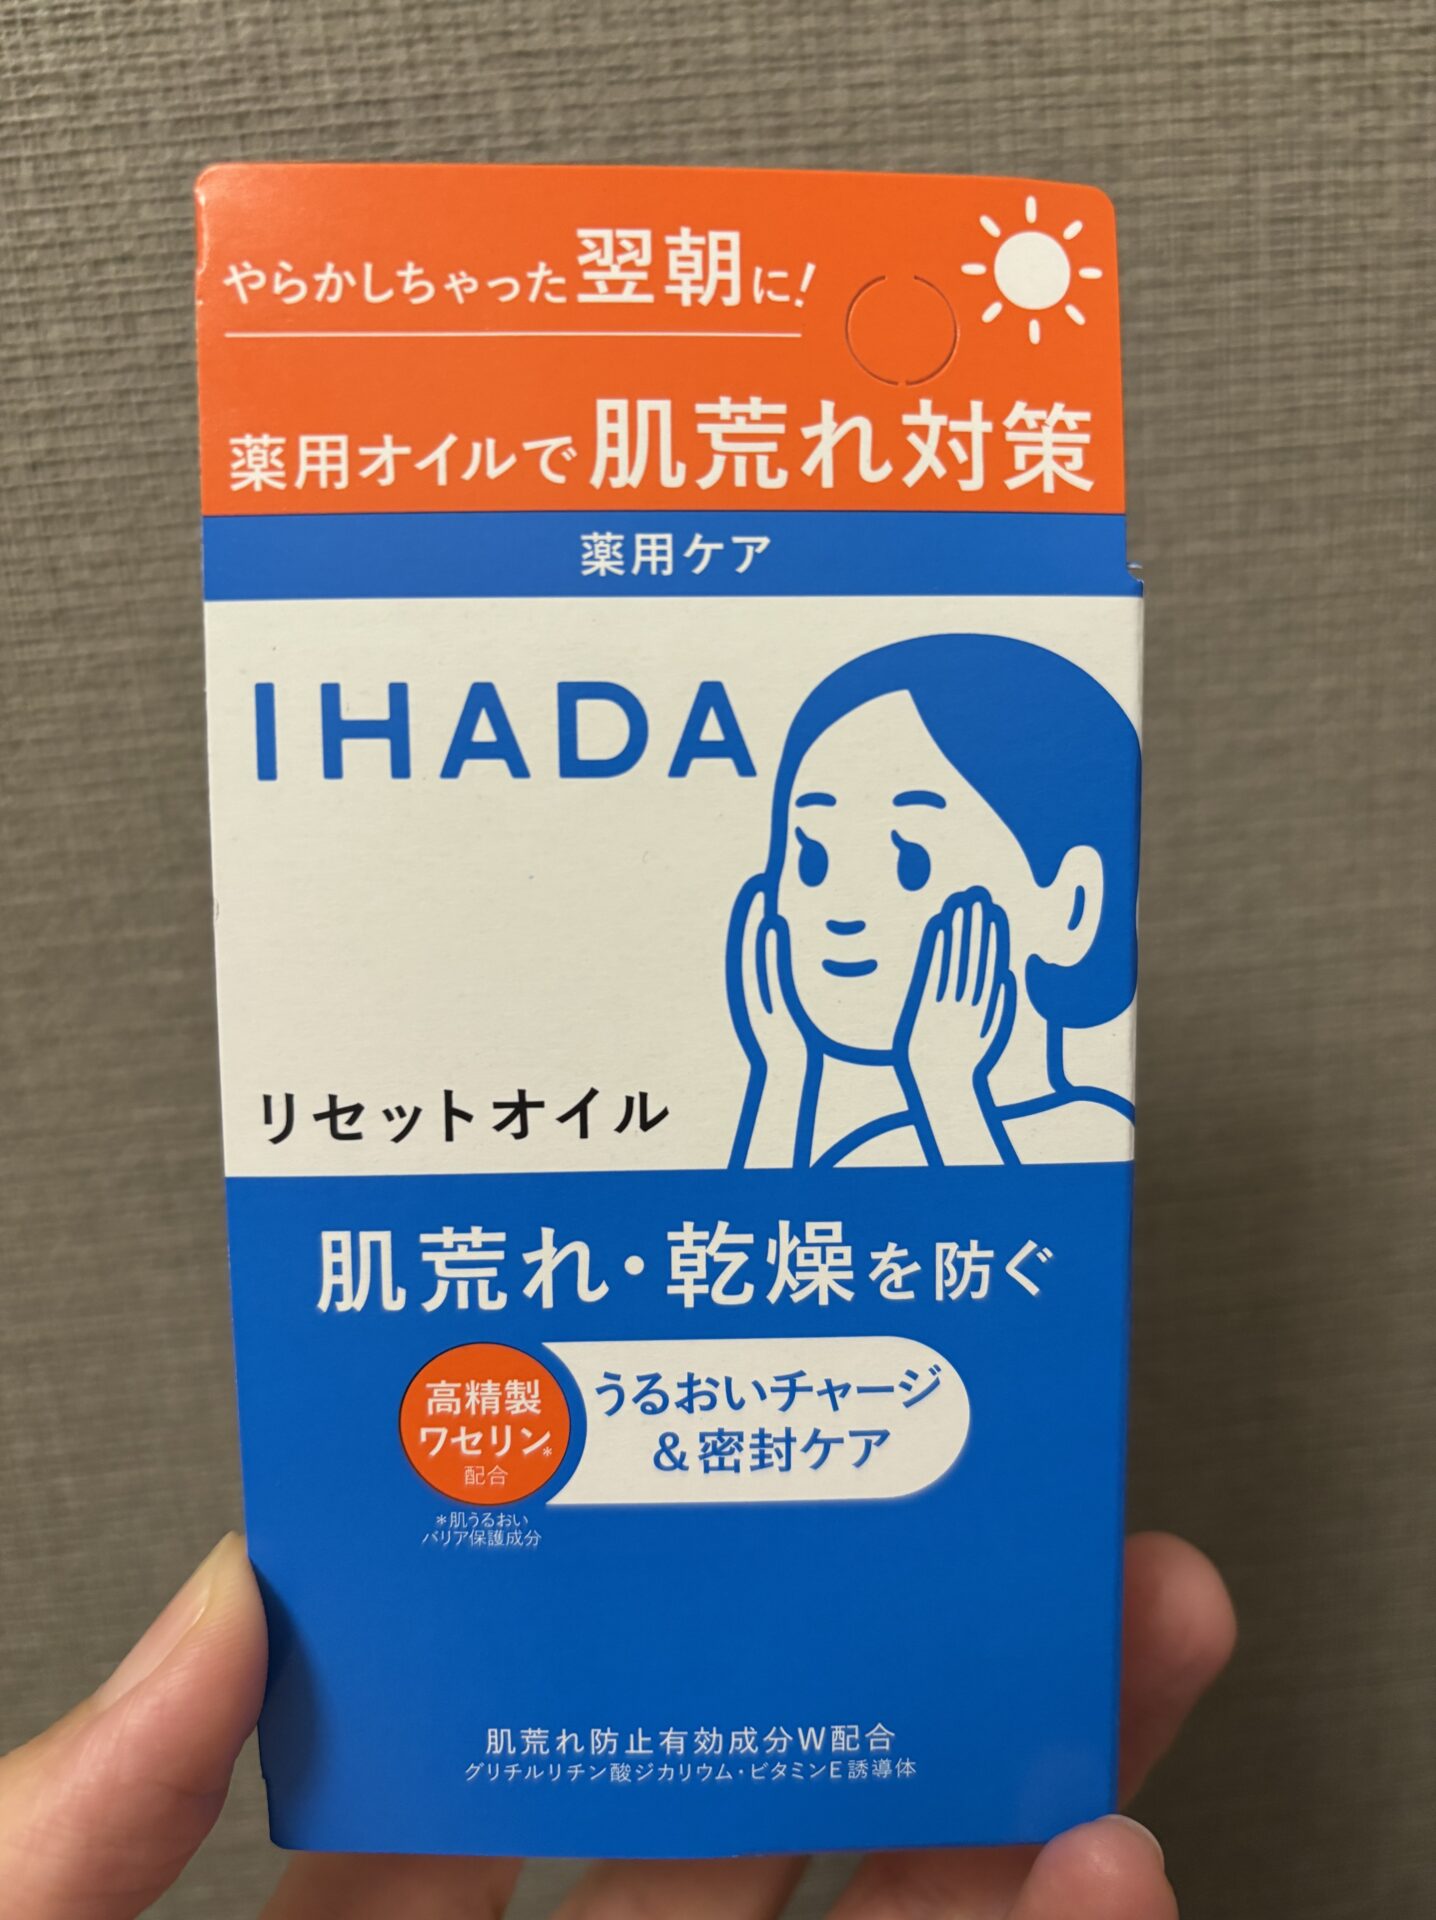 やらかしちゃった翌朝に!
薬用オイルで肌荒れ対策
薬用ケア
IHADA
リセットオイル
肌荒れ・乾燥を防ぐ
高精製
ワセリン*
配合
うるおいチャージ
&密封ケア
*肌うるおい
バリア保護成分
肌荒れ防止有効成分W配合
グリチルリチン酸ジカリウム・ビタミンE誘導体